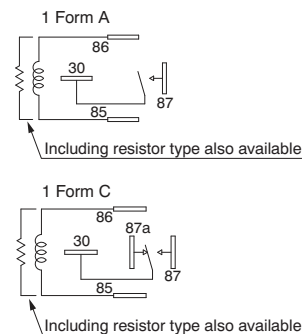 1 Form A
86
30
87
85
Including resistor type also available
1 Form C
86
87a
30
87
85
Including resistor type also available